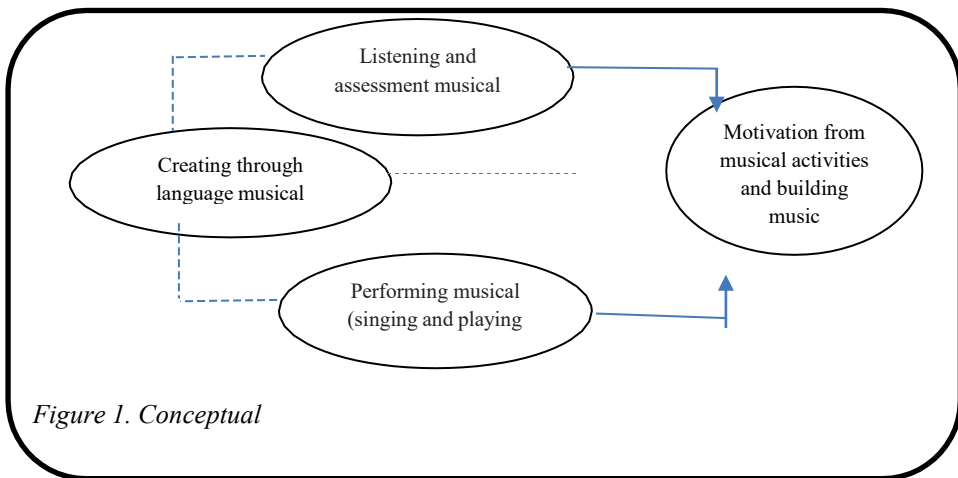 Listening and
assessment musical
Creating through
language musical
Motivation from
musical activities
and building
music
Performing musical
(singing and playing
Figure 1. Conceptual